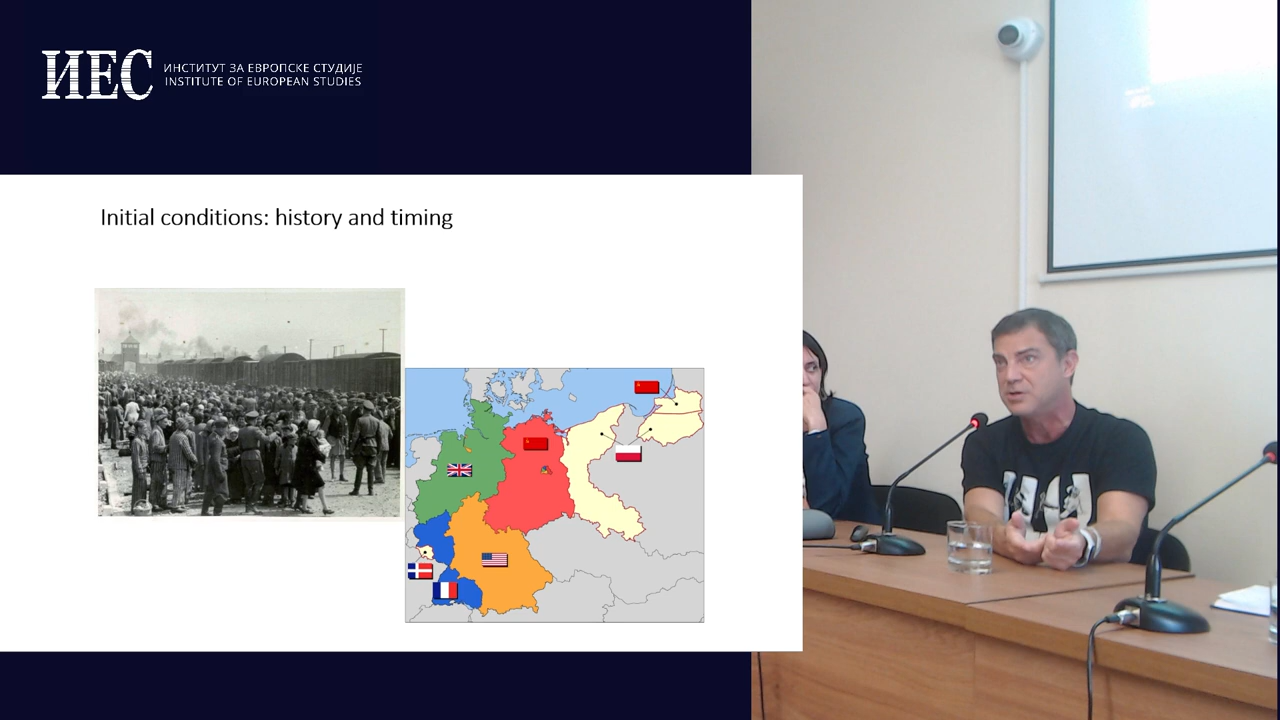 ИЕС
ИНСТИТУТ ЗА ЕВРОПСКЕ СТУДИЈЕ
INSTITUTE OF EUROPEAN STUDIES
Initial conditions: history and timing